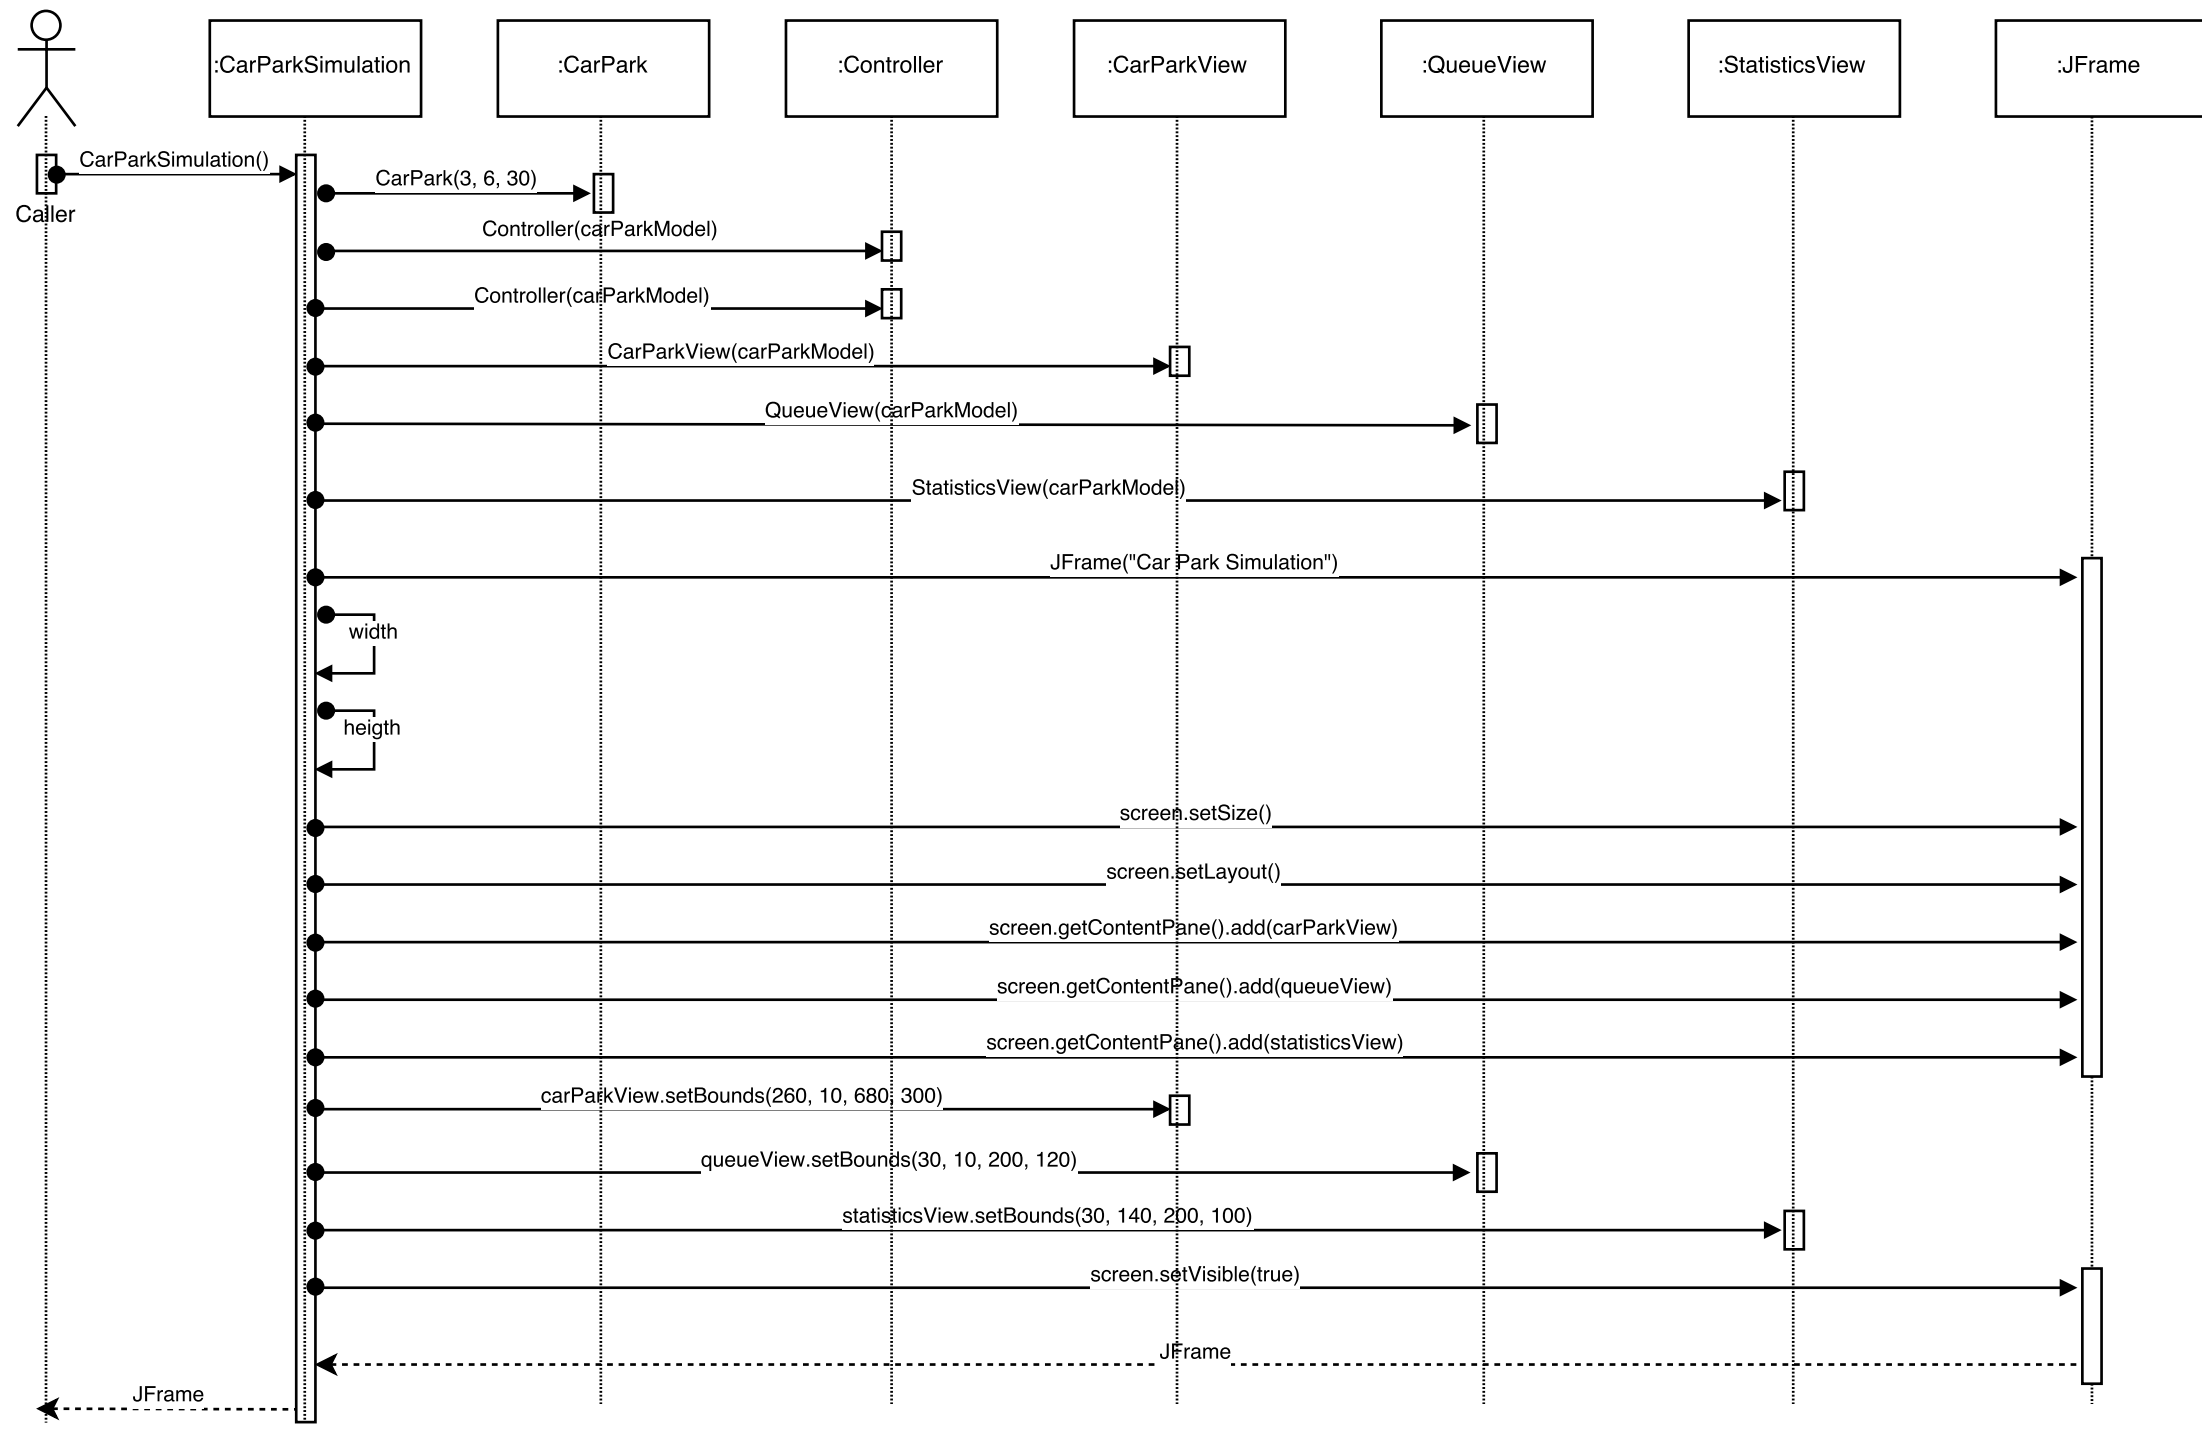 :CarParkSimulation
:CarPark
:Controller
:CarParkView
:QueueView
:StatisticsView
:JFrame
CarParkSimulation()
CarPark(3, 6, 30)
Caller
Controller(carParkModel)
Controller(carParkModel)
CarParkView(carParkModel)
QueueView(carParkModel)
StatisticsView(carParkModel)
JFrame("Car Park Simulation")
width
heigth
screen.setSize()
screen.setLayout()
screen.getContentPane().add(carParkView)
screen.getContentPane().add(queueView)
screen.getContentPane().add(statisticsView)
carParkView.setBounds(260, 10, 680, 300)
queueView.setBounds(30, 10, 200, 120)
statisticsView.setBounds(30, 140, 200, 100)
screen.setVisible(true)
JFrame
JFrame